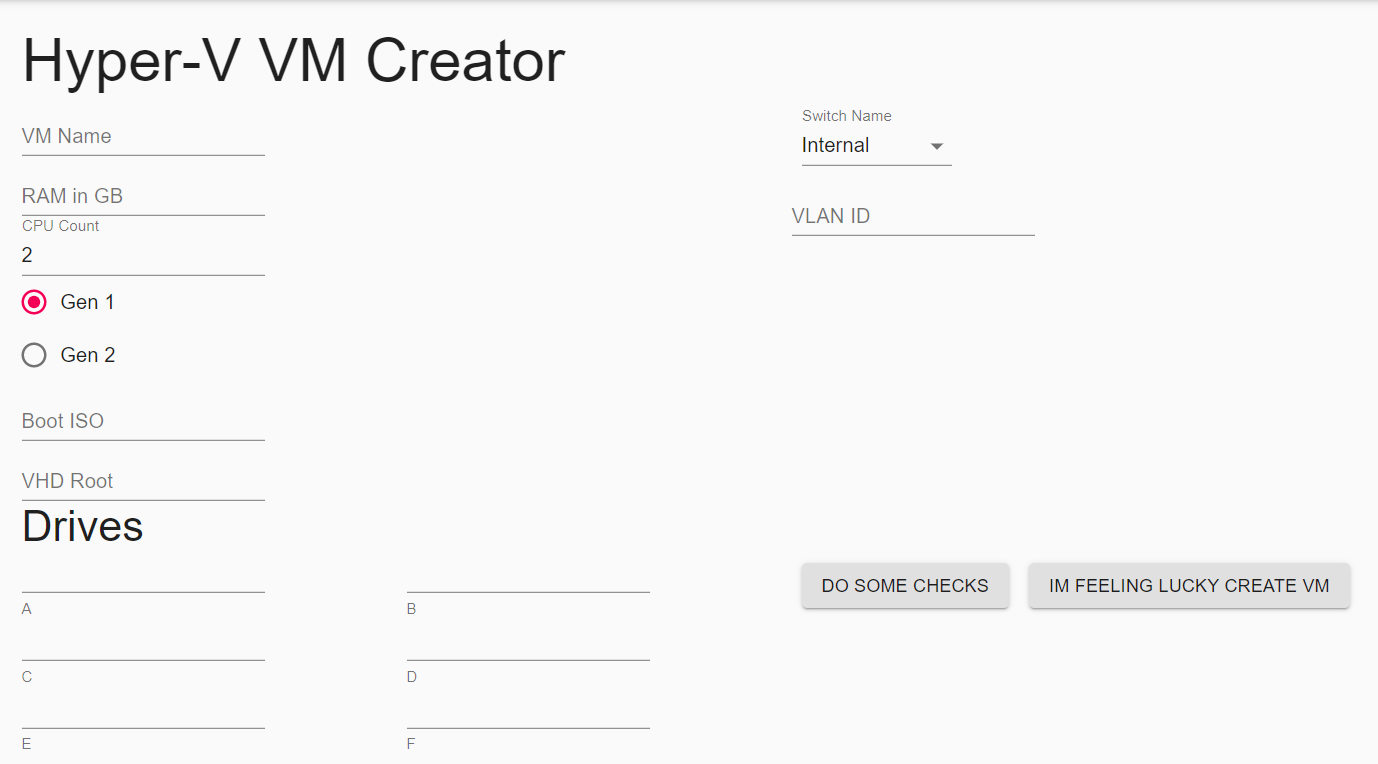 Hyper-V VM Creator
VM Name
Switch Name
Internal
RAM in GB
VLAN ID
CPU Count
2
Gen 1
Gen 2
Boot ISO
VHD Root
Drives
DO SOME CHECKS
IM FEELING LUCKY CREATE VM
A
B
C
D
E
F